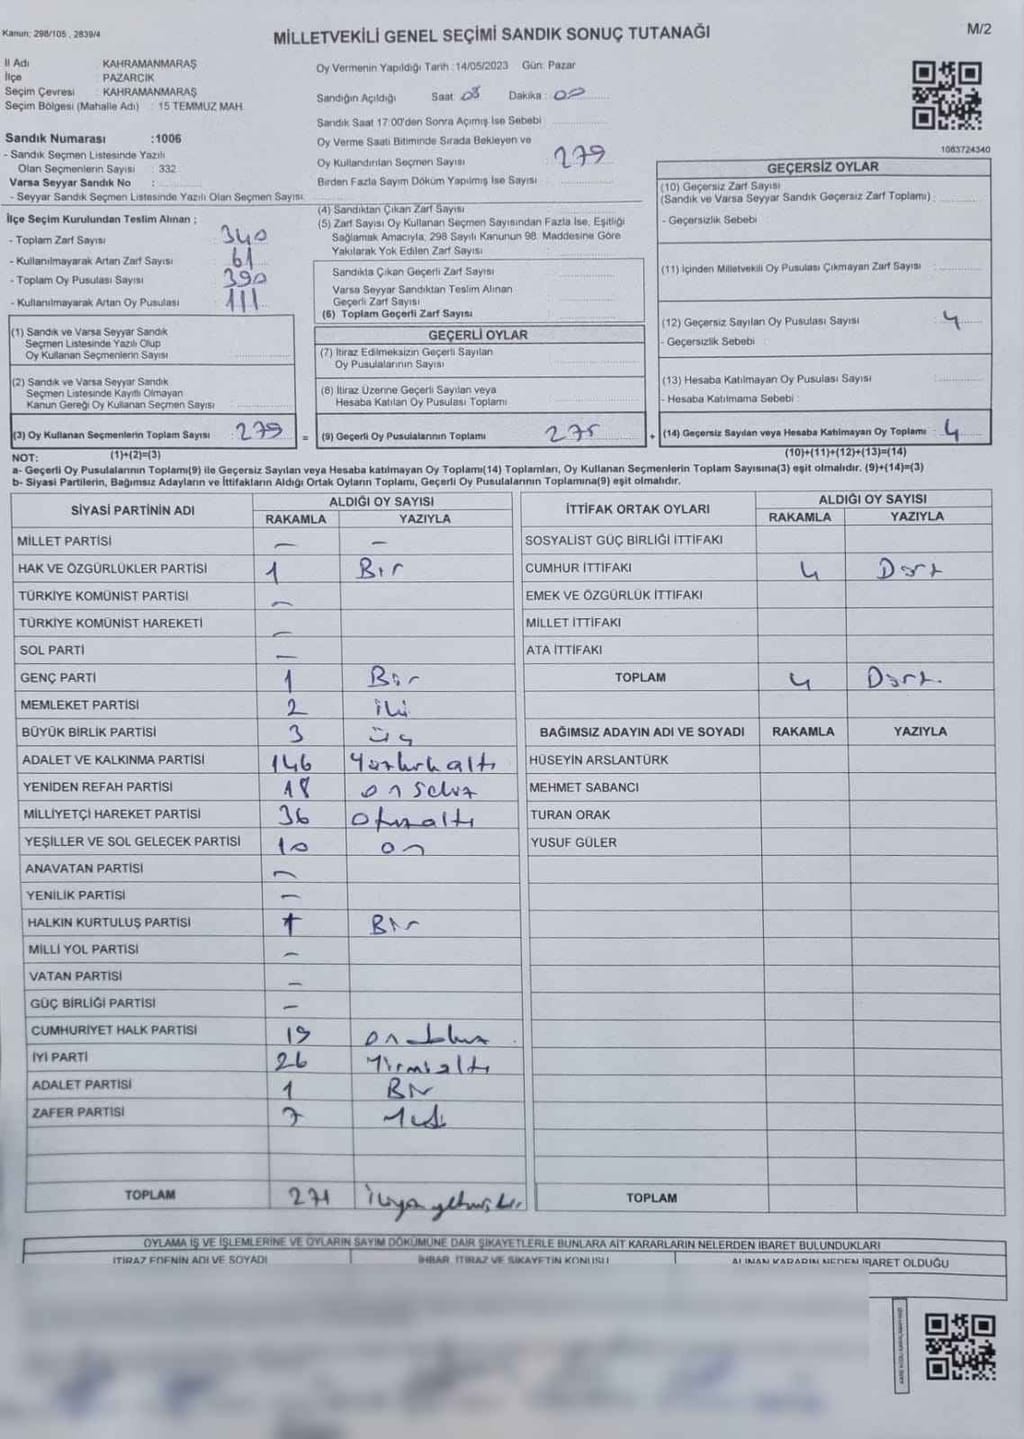 Kanun; 298/105 , 2839/4
MİLLETVEKİLİ GENEL SEÇİMİ SANDIK SONUÇ TUTANAĞI
M/2
İl Adı KAHRAMANMARAŞ
İlçe PAZARCIK
Seçim Çevresi KAHRAMANMARAŞ
Seçim Bölgesi (Mahalle Adı) : 15 TEMMUZ MAH.
Sandık Numarası :1006
- Sandık Seçmen Listesinde Yazılı
Olan Seçmenlerin Sayısı : 332
Varsa Seyyar Sandık No :
- Seyyar Sandık Seçmen Listesinde Yazılı Olan Seçmen Sayısı
İlçe Seçim Kurulundan Teslim Alınan ;
- Toplam Zarf Sayısı 340
- Kullanılmayarak Artan Zarf Sayısı 61
- Toplam Oy Pusulası Sayısı 390
- Kullanılmayarak Artan Oy Pusulası 111
(1) Sandık ve Varsa Seyyar Sandık
Seçmen Listesinde Yazılı Olup
Oy Kullanan Seçmenlerin Sayısı
(2) Sandık ve Varsa Seyyar Sandık
Seçmen Listesinde Kayıtlı Olmayan
Kanun Gereği Oy Kullanan Seçmen Sayısı
(3) Oy Kullanan Seçmenlerin Toplam Sayısı : 279
Oy Vermenin Yapıldığı Tarih :14/05/2023 Gün: Pazar
Sandığın Açıldığı Saat 08 Dakika : 00
Sandık Saat 17:00'den Sonra Açılmış İse Sebebi
Oy Verme Saati Bitiminde Sırada Bekleyen ve
Oy Kullandırılan Seçmen Sayısı : 279
Birden Fazla Sayım Döküm Yapılmış İse Sayısı
(4) Sandıktan Çıkan Zarf Sayısı
(5) Zarf Sayısı Oy Kullanan Seçmen Sayısından Fazla İse, Eşitliği
Sağlamak Amacıyla, 298 Sayılı Kanunun 98. Maddesine Göre
Yakılarak Yok Edilen Zarf Sayısı
Sandıkta Çıkan Geçerli Zarf Sayısı
Varsa Seyyar Sandıktan Teslim Alınan
Geçerli Zarf Sayısı
(6) Toplam Geçerli Zarf Sayısı
GEÇERLİ OYLAR
(7) İtiraz Edilmeksizin Geçerli Sayılan
Oy Pusulalarının Sayısı
(8) İtiraz Üzerine Geçerli Sayılan veya
Hesaba Katılan Oy Pusulası Toplamı
= (9) Geçerli Oy Pusulalarının Toplamı 275
1083724340
GEÇERSİZ OYLAR
(10) Geçersiz Zarf Sayısı
(Sandık ve Varsa Seyyar Sandık Geçersiz Zarf Toplamı) :
- Geçersizlik Sebebi
(11) İçinden Milletvekili Oy Pusulası Çıkmayan Zarf Sayısı
(12) Geçersiz Sayılan Oy Pusulası Sayısı 4
- Geçersizlik Sebebi
(13) Hesaba Katılmayan Oy Pusulası Sayısı
- Hesaba Katılmama Sebebi :
+ (14) Geçersiz Sayılan veya Hesaba Katılmayan Oy Toplamı : 4
NOT: (1)+(2)=(3) (10)+(11)+(12)+(13)=(14)
a- Geçerli Oy Pusulalarının Toplamı(9) ile Geçersiz Sayılan veya Hesaba katılmayan Oy Toplamı(14) Toplamları, Oy Kullanan Seçmenlerin Toplam Sayısına(3) eşit olmalıdır. (9)+(14)=(3)
b- Siyasi Partilerin, Bağımsız Adayların ve İttifakların Aldığı Ortak Oyların Toplamı, Geçerli Oy Pusulalarının Toplamına(9) eşit olmalıdır.
SİYASİ PARTİNİN ADI ALDIĞI OY SAYISI
RAKAMLA YAZIYLA
MİLLET PARTİSİ — —
HAK VE ÖZGÜRLÜKLER PARTİSİ 1 Bir
TÜRKİYE KOMÜNİST PARTİSİ —
TÜRKİYE KOMÜNİST HAREKETİ —
SOL PARTİ —
GENÇ PARTİ 1 Bir
MEMLEKET PARTİSİ 2 iki
BÜYÜK BİRLİK PARTİSİ 3 üç
ADALET VE KALKINMA PARTİSİ 146 Yüzkırkaltı
YENİDEN REFAH PARTİSİ 18 onsekiz
MİLLİYETÇİ HAREKET PARTİSİ 36 otuzaltı
YEŞİLLER VE SOL GELECEK PARTİSİ 10 on
ANAVATAN PARTİSİ —
YENİLİK PARTİSİ —
HALKIN KURTULUŞ PARTİSİ 1 Bir
MİLLİ YOL PARTİSİ —
VATAN PARTİSİ —
GÜÇ BİRLİĞİ PARTİSİ —
CUMHURİYET HALK PARTİSİ 19 ondokuz
İYİ PARTİ 26 Yirmialtı
ADALET PARTİSİ 1 Bir
ZAFER PARTİSİ 7 Yedi
TOPLAM 271 ikiyüzyetmişbir
İTTİFAK ORTAK OYLARI ALDIĞI OY SAYISI
RAKAMLA YAZIYLA
SOSYALİST GÜÇ BİRLİĞİ İTTİFAKI
CUMHUR İTTİFAKI 4 Dört
EMEK VE ÖZGÜRLÜK İTTİFAKI
MİLLET İTTİFAKI
ATA İTTİFAKI
TOPLAM 4 Dört
BAĞIMSIZ ADAYIN ADI VE SOYADI RAKAMLA YAZIYLA
HÜSEYİN ARSLANTÜRK
MEHMET SABANCI
TURAN ORAK
YUSUF GÜLER
TOPLAM
OYLAMA İŞ VE İŞLEMLERİNE VE OYLARIN SAYIM DÖKÜMÜNE DAİR ŞİKAYETLERLE BUNLARA AİT KARARLARIN NELERDEN İBARET BULUNDUKLARI
İTİRAZ EDENİN ADI VE SOYADI İHBAR, İTİRAZ VE ŞİKAYETİN KONUSU ALINAN KARARIN NEDEN İBARET OLDUĞU